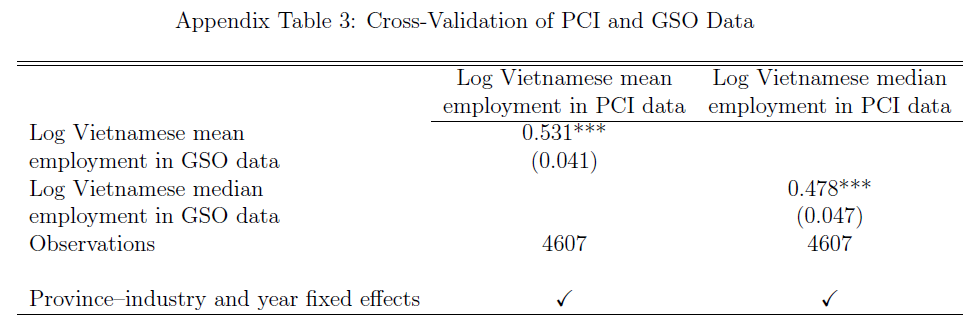 Appendix Table 3: Cross-Validation of PCI and GSO Data
Log Vietnamese mean employment in PCI data
Log Vietnamese median employment in PCI data
Log Vietnamese mean
employment in GSO data
0.531***
(0.041)
Log Vietnamese median
employment in GSO data
0.478***
(0.047)
Observations 4607 4607
Province–industry and year fixed effects ✓ ✓